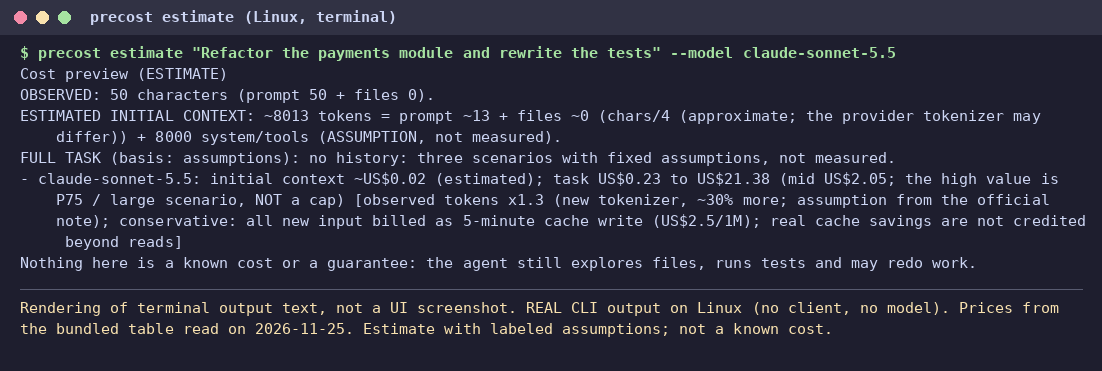 precost estimate (Linux, terminal)
$ precost estimate "Refactor the payments module and rewrite the tests" --model claude-sonnet-5.5
Cost preview (ESTIMATE)
OBSERVED: 50 characters (prompt 50 + files 0).
ESTIMATED INITIAL CONTEXT: ~8013 tokens = prompt ~13 + files ~0 (chars/4 (approximate; the provider tokenizer may
differ)) + 8000 system/tools (ASSUMPTION, not measured).
FULL TASK (basis: assumptions): no history: three scenarios with fixed assumptions, not measured.
- claude-sonnet-5.5: initial context ~US$0.02 (estimated); task US$0.23 to US$21.38 (mid US$2.05; the high value is
P75 / large scenario, NOT a cap) [observed tokens x1.3 (new tokenizer, ~30% more; assumption from the official
note); conservative: all new input billed as 5-minute cache write (US$2.5/1M); real cache savings are not credited
beyond reads]
Nothing here is a known cost or a guarantee: the agent still explores files, runs tests and may redo work.
Rendering of terminal output text, not a UI screenshot. REAL CLI output on Linux (no client, no model). Prices from
the bundled table read on 2026-11-25. Estimate with labeled assumptions; not a known cost.